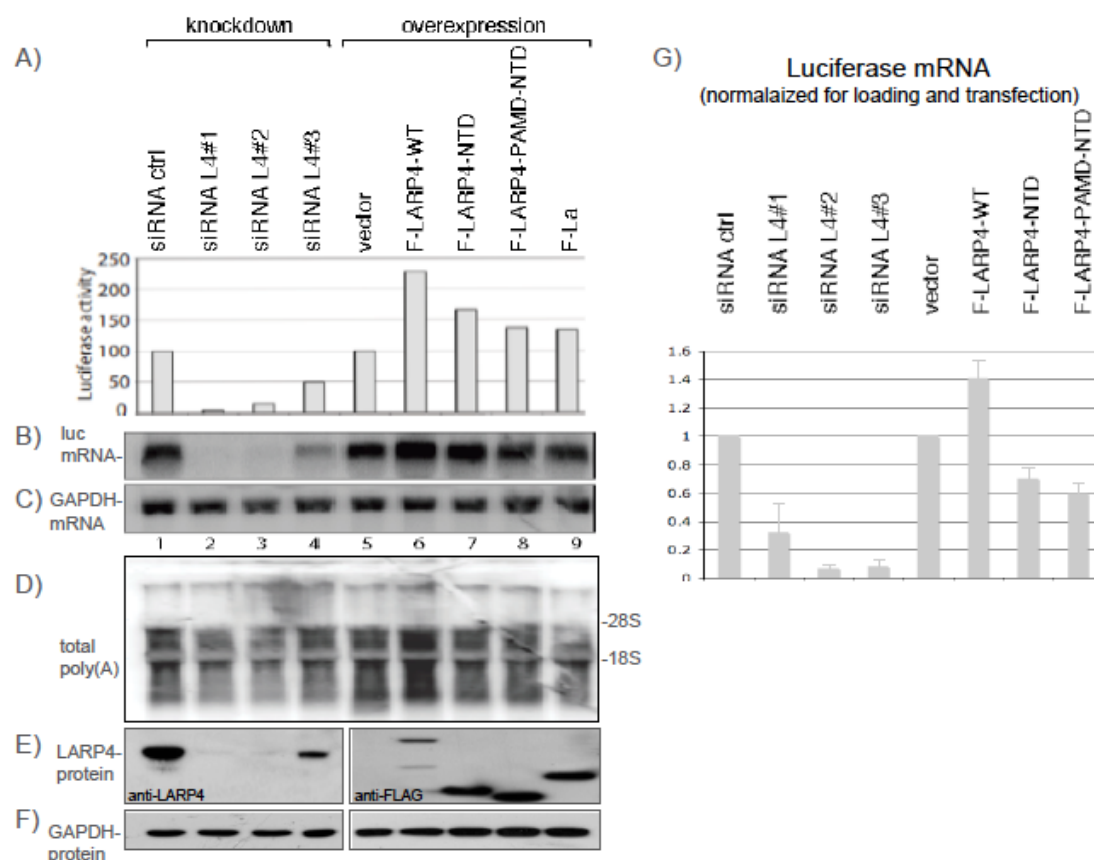 knockdown
overexpression
A)
siRNA ctrl
siRNA L4#1
siRNA L4#2
siRNA L4#3
vector
F-LARP4-WT
F-LARP4-NTD
F-LARP4-PAMD-NTD
F-La
Luciferase activity
250
200
150
100
50
0
B)
luc
mRNA-
C)
GAPDH-
mRNA
1 2 3 4 5 6 7 8 9
D)
total
poly(A)
-28S
-18S
E)
LARP4-
protein
anti-LARP4
anti-FLAG
F)
GAPDH-
protein
G)
Luciferase mRNA
(normalaized for loading and transfection)
siRNA ctrl
siRNA L4#1
siRNA L4#2
siRNA L4#3
vector
F-LARP4-WT
F-LARP4-NTD
F-LARP4-PAMD-NTD
1.6
1.4
1.2
1
0.8
0.6
0.4
0.2
0